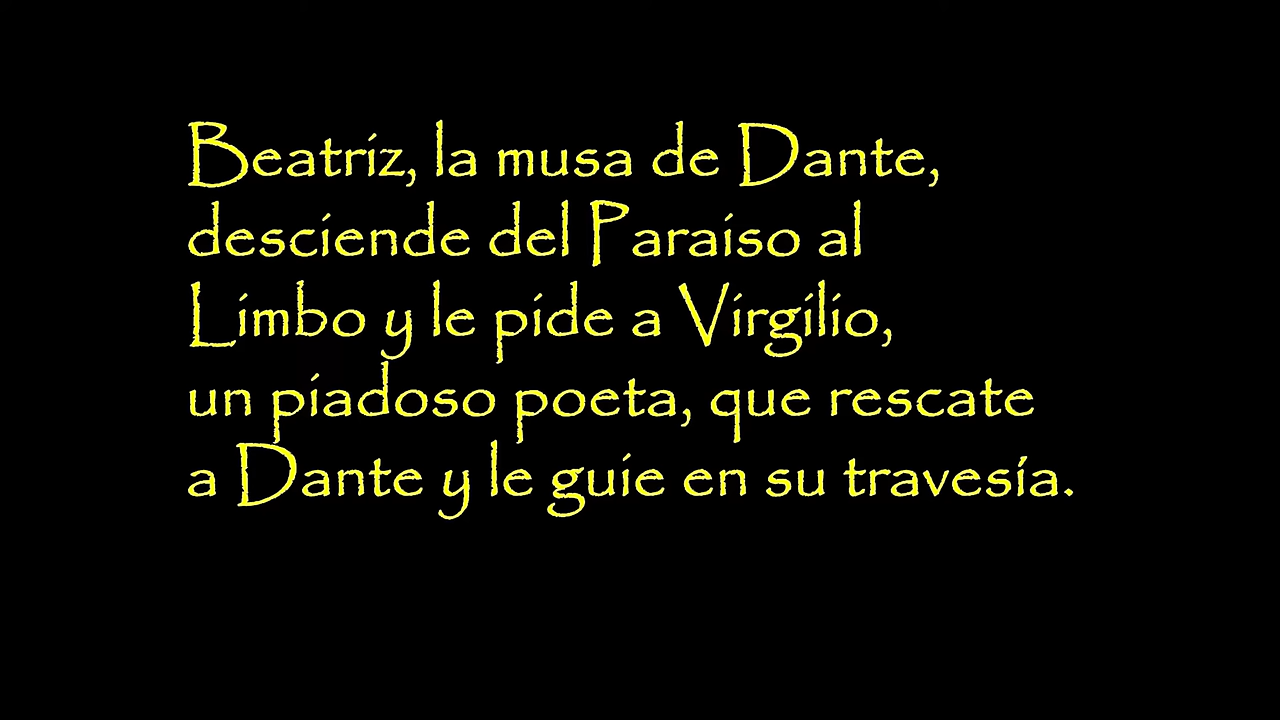 Beatriz, la musa de Dante,
desciende del Paraiso al
Limbo y le pide a Virgilio,
un piadoso poeta, que rescate
a Dante y le guie en su travesía.